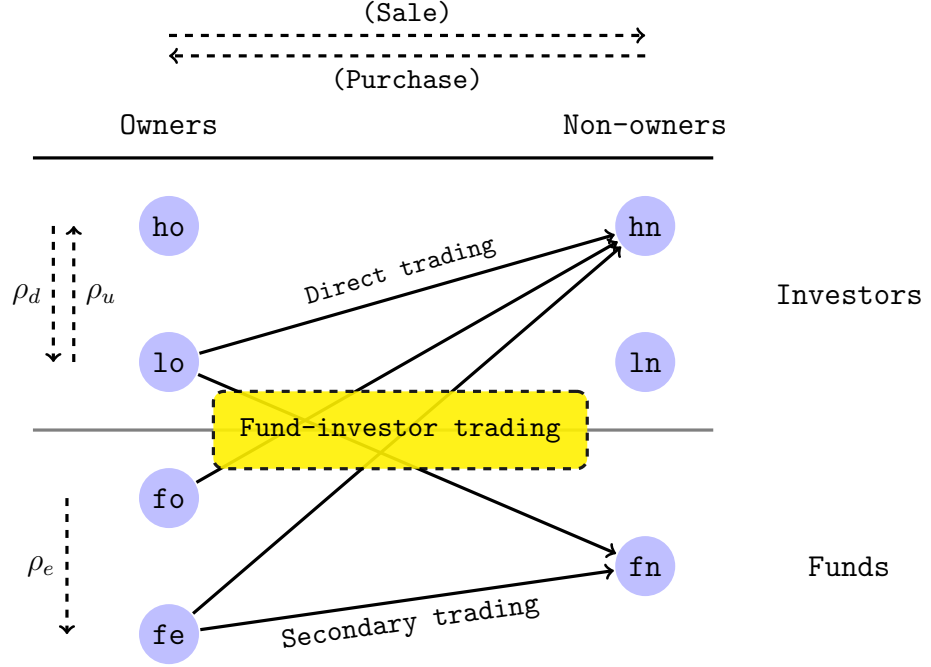 (Sale)
(Purchase)
Owners
Non-owners
ho
hn
Direct trading
ρ_d
ρ_u
Investors
lo
ln
Fund-investor trading
fo
ρ_e
fn
Funds
Secondary trading
fe